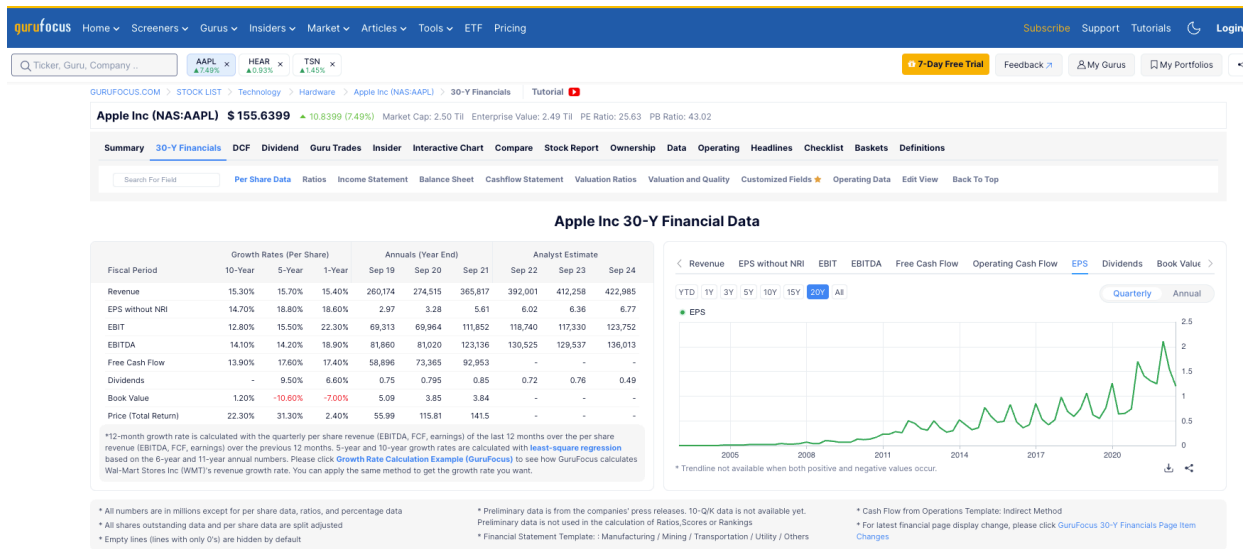 gurufocus Home Screeners Gurus Insiders Market Articles Tools ETF Pricing Subscribe Support Tutorials Login
Ticker, Guru, Company .. AAPL × HEAR × TSN × 7-Day Free Trial Feedback My Gurus My Portfolios
▲7.49% ▲0.93% ▲1.45%
GURUFOCUS.COM > STOCK LIST > Technology > Hardware > Apple Inc (NAS:AAPL) > 30-Y Financials Tutorial
Apple Inc (NAS:AAPL) $ 155.6399 ▲ 10.8399 (7.49%) Market Cap: 2.50 Til Enterprise Value: 2.49 Til PE Ratio: 25.63 PB Ratio: 43.02
Summary 30-Y Financials DCF Dividend Guru Trades Insider Interactive Chart Compare Stock Report Ownership Data Operating Headlines Checklist Baskets Definitions
Search For Field Per Share Data Ratios Income Statement Balance Sheet Cashflow Statement Valuation Ratios Valuation and Quality Customized Fields Operating Data Edit View Back To Top
Apple Inc 30-Y Financial Data
Growth Rates (Per Share) Annuals (Year End) Analyst Estimate
Fiscal Period 10-Year 5-Year 1-Year Sep 19 Sep 20 Sep 21 Sep 22 Sep 23 Sep 24
Revenue 15.30% 15.70% 15.40% 260,174 274,515 365,817 392,001 412,258 422,985
EPS without NRI 14.70% 18.80% 18.60% 2.97 3.28 5.61 6.02 6.36 6.77
EBIT 12.80% 15.50% 22.30% 69,313 69,964 111,852 118,740 117,330 123,752
EBITDA 14.10% 14.20% 18.90% 81,860 81,020 123,136 130,525 129,537 136,013
Free Cash Flow 13.90% 17.60% 17.40% 58,896 73,365 92,953 - - -
Dividends - 9.50% 6.60% 0.75 0.795 0.85 0.72 0.76 0.49
Book Value 1.20% -10.60% -7.00% 5.09 3.85 3.84 - - -
Price (Total Return) 22.30% 31.30% 2.40% 55.99 115.81 141.5 - - -
*12-month growth rate is calculated with the quarterly per share revenue (EBITDA, FCF, earnings) of the last 12 months over the per share
revenue (EBITDA, FCF, earnings) over the previous 12 months. 5-year and 10-year growth rates are calculated with least-square regression
based on the 6-year and 11-year annual numbers. Please click Growth Rate Calculation Example (GuruFocus) to see how GuruFocus calculates
Wal-Mart Stores Inc (WMT)'s revenue growth rate. You can apply the same method to get the growth rate you want.
< Revenue EPS without NRI EBIT EBITDA Free Cash Flow Operating Cash Flow EPS Dividends Book Value >
YTD 1Y 3Y 5Y 10Y 15Y 20Y All Quarterly Annual
EPS
2.5
2
1.5
1
0.5
0
2005 2008 2011 2014 2017 2020
* Trendline not available when both positive and negative values occur.
* All numbers are in millions except for per share data, ratios, and percentage data
* All shares outstanding data and per share data are split adjusted
* Empty lines (lines with only 0's) are hidden by default
* Preliminary data is from the companies' press releases. 10-Q/K data is not available yet.
Preliminary data is not used in the calculation of Ratios,Scores or Rankings
* Financial Statement Template: : Manufacturing / Mining / Transportation / Utility / Others
* Cash Flow from Operations Template: Indirect Method
* For latest financial page display change, please click GuruFocus 30-Y Financials Page Item
Changes